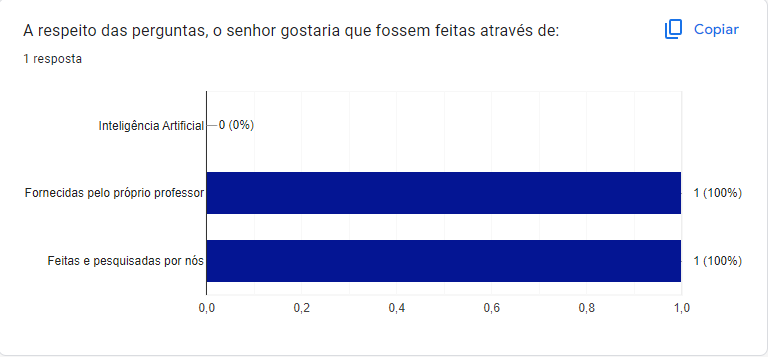 A respeito das perguntas, o senhor gostaria que fossem feitas através de:
Copiar
1 resposta
Inteligência Artificial
0 (0%)
Fornecidas pelo próprio professor
1 (100%)
Feitas e pesquisadas por nós
1 (100%)
0,0
0,2
0,4
0,6
0,8
1,0